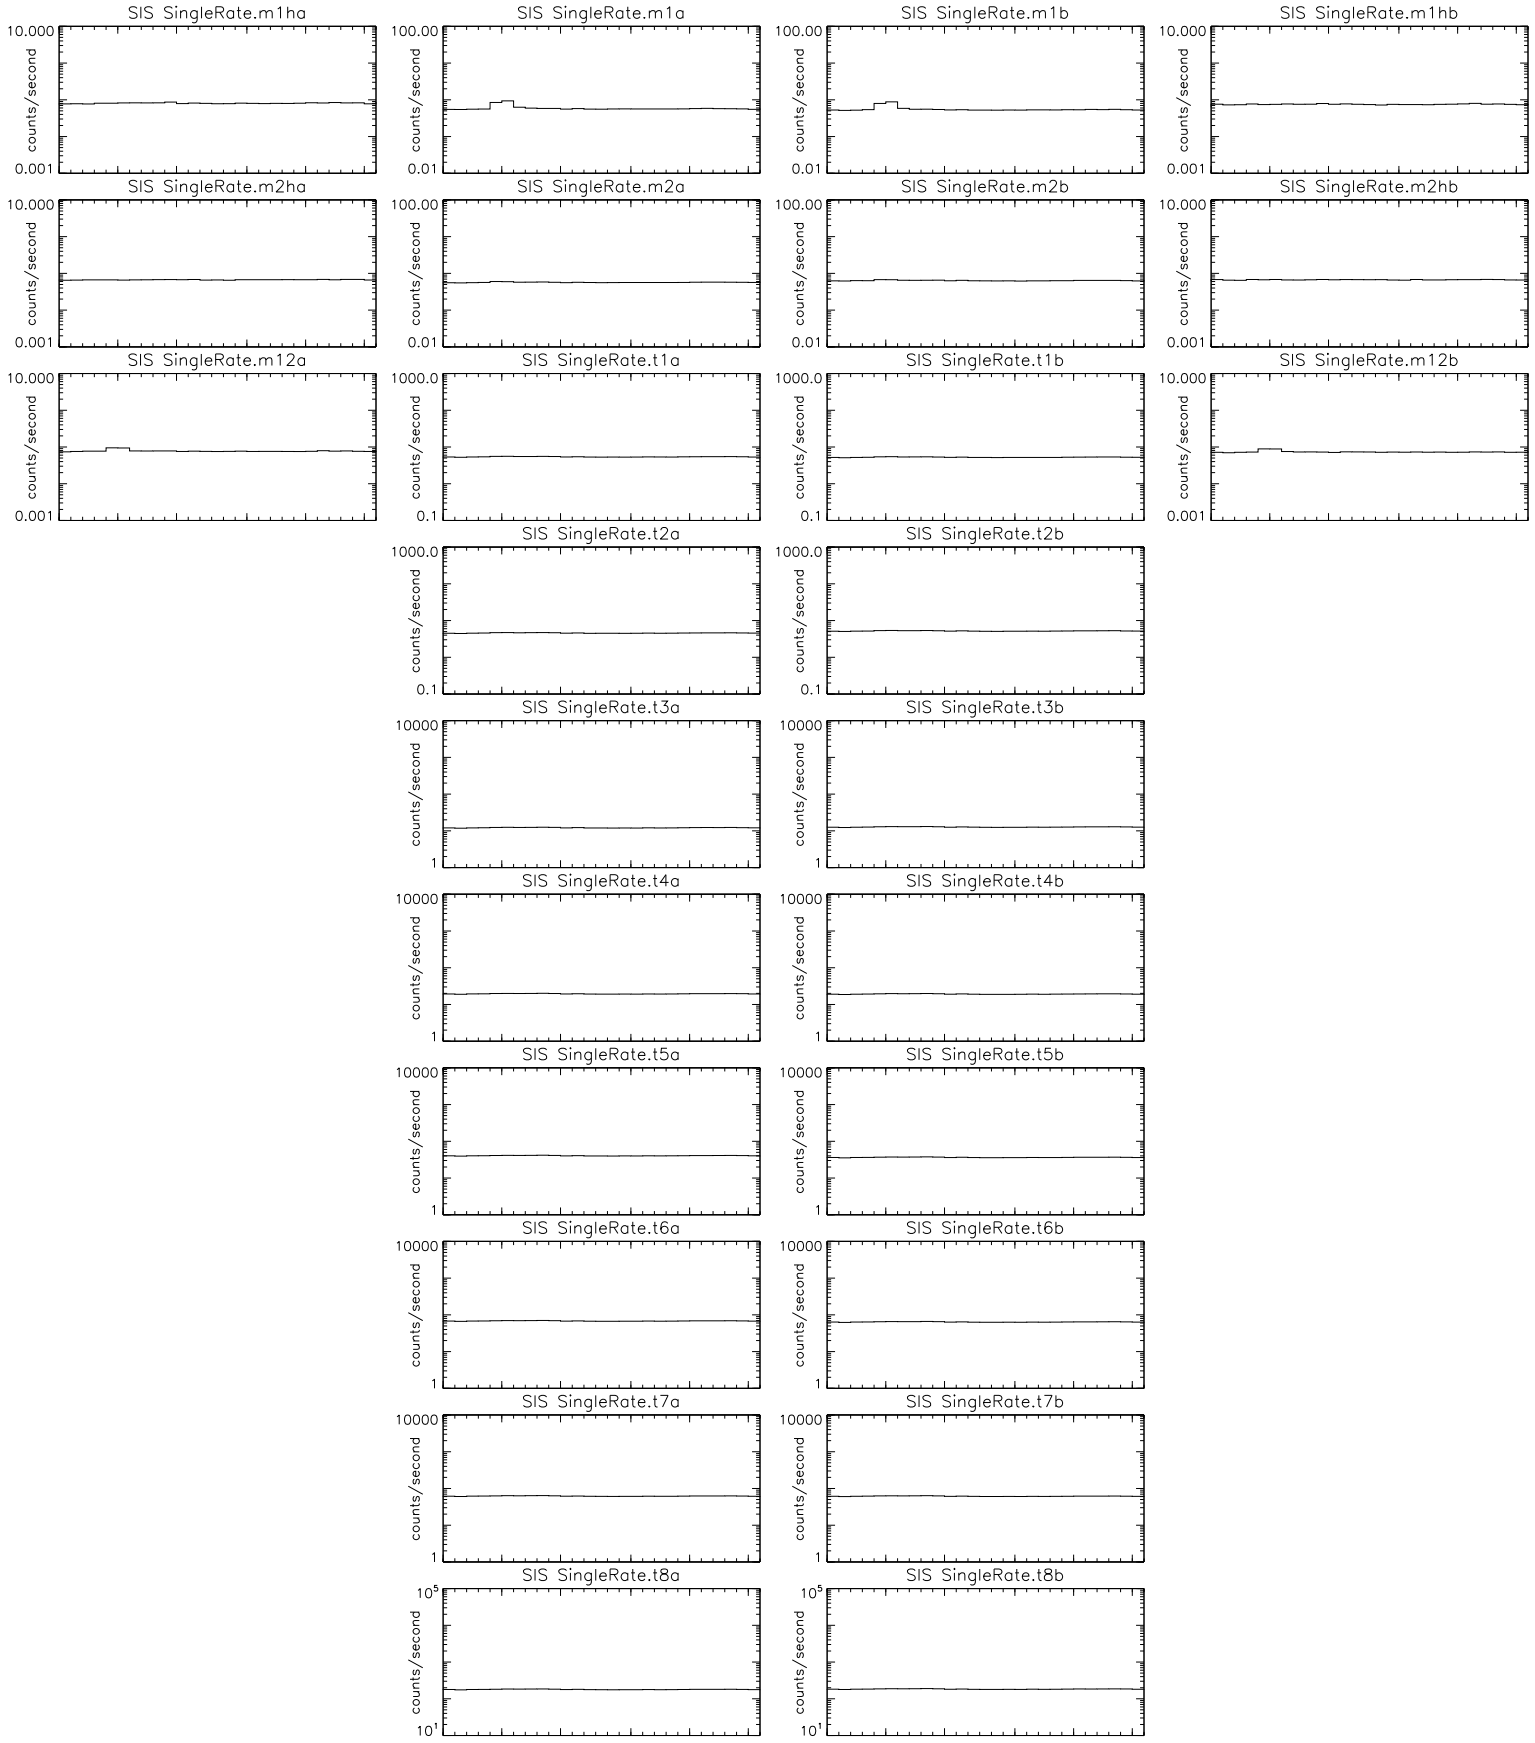 SIS SingleRate.m1ha
10.000
counts/second
0.001
SIS SingleRate.m1a
100.00
counts/second
0.01
SIS SingleRate.m1b
100.00
counts/second
0.01
SIS SingleRate.m1hb
10.000
counts/second
0.001
SIS SingleRate.m2ha
10.000
counts/second
0.001
SIS SingleRate.m2a
100.00
counts/second
0.01
SIS SingleRate.m2b
100.00
counts/second
0.01
SIS SingleRate.m2hb
10.000
counts/second
0.001
SIS SingleRate.m12a
10.000
counts/second
0.001
SIS SingleRate.t1a
1000.0
counts/second
0.1
SIS SingleRate.t1b
1000.0
counts/second
0.1
SIS SingleRate.m12b
10.000
counts/second
0.001
SIS SingleRate.t2a
1000.0
counts/second
0.1
SIS SingleRate.t2b
1000.0
counts/second
0.1
SIS SingleRate.t3a
10000
counts/second
1
SIS SingleRate.t3b
10000
counts/second
1
SIS SingleRate.t4a
10000
counts/second
1
SIS SingleRate.t4b
10000
counts/second
1
SIS SingleRate.t5a
10000
counts/second
1
SIS SingleRate.t5b
10000
counts/second
1
SIS SingleRate.t6a
10000
counts/second
1
SIS SingleRate.t6b
10000
counts/second
1
SIS SingleRate.t7a
10000
counts/second
1
SIS SingleRate.t7b
10000
counts/second
1
SIS SingleRate.t8a
10⁵
counts/second
10¹
SIS SingleRate.t8b
10⁵
counts/second
10¹